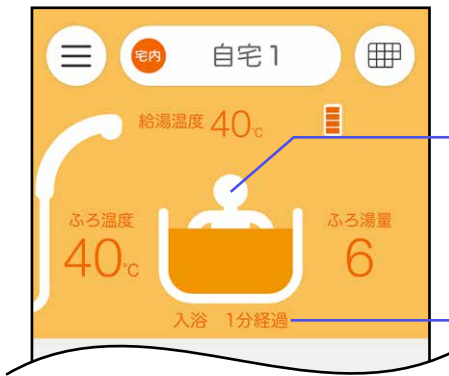 宅内 自宅1
給湯温度 40℃
ふろ温度
40℃
ふろ湯量
6
入浴 1分経過